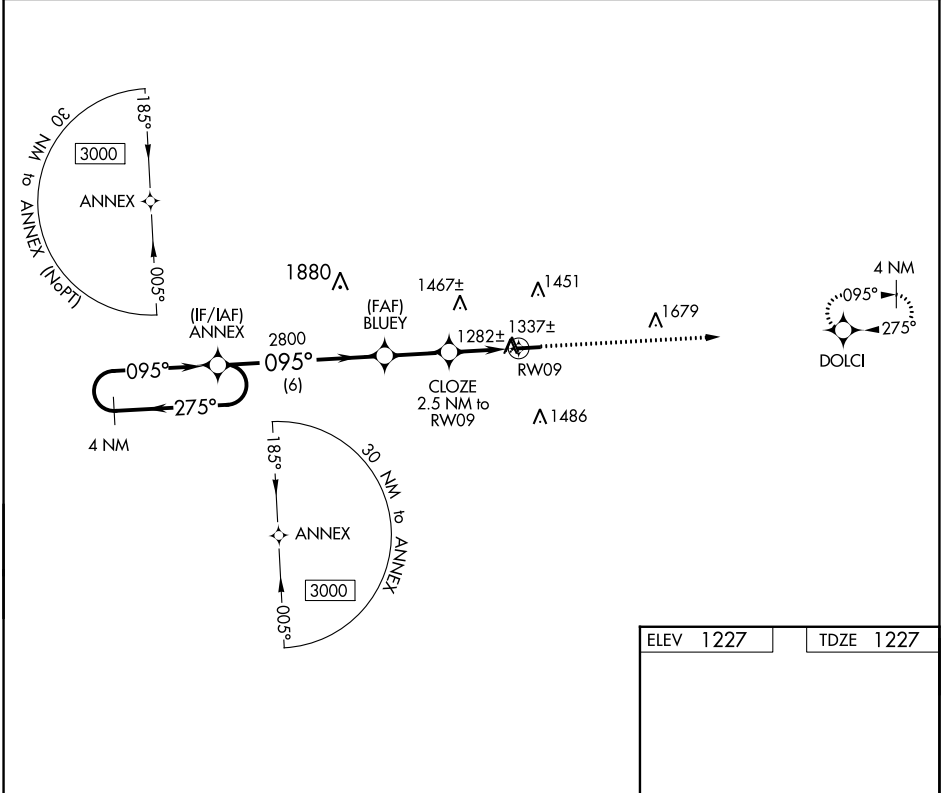 185°
30 NM to ANNEX (NoPT)
3000
ANNEX
005°
4 NM
095°
275°
DOLCI
1880
1467±
1451
1679
(IF/IAF)
ANNEX
(FAF)
BLUEY
2800
095°
(6)
1282±
1337±
RW09
CLOZE
2.5 NM to
RW09
1486
095°
275°
4 NM
185°
30 NM to ANNEX
ANNEX
3000
005°
ELEV 1227
TDZE 1227